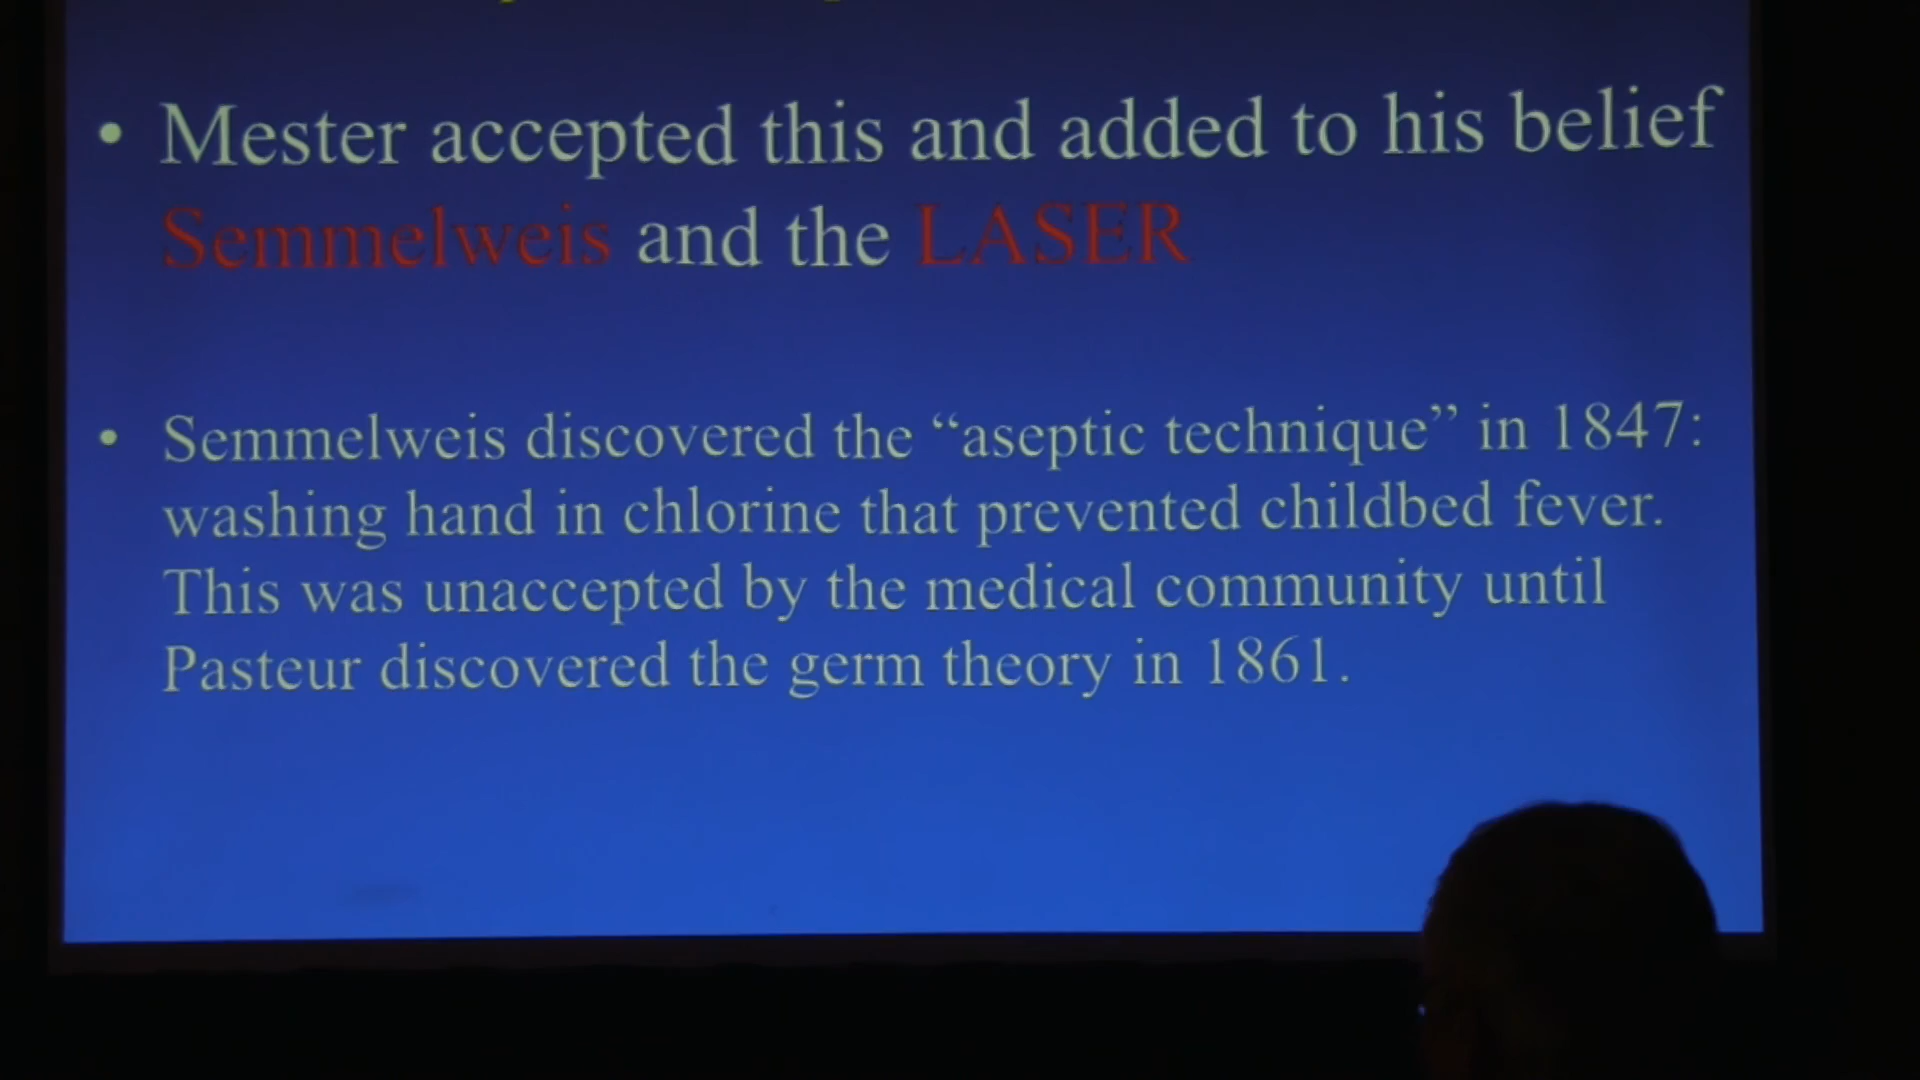 • Mester accepted this and added to his belief
Semmelweis and the LASER
• Semmelweis discovered the “aseptic technique” in 1847:
washing hand in chlorine that prevented childbed fever.
This was unaccepted by the medical community until
Pasteur discovered the germ theory in 1861.